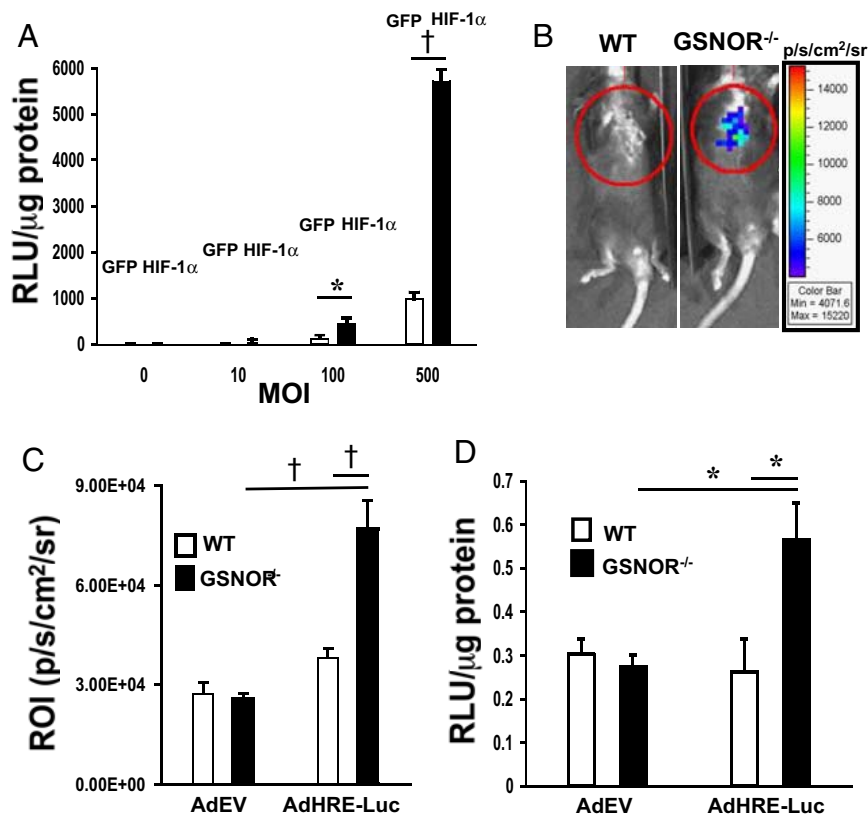 A
GFP HIF-1α
†
GFP HIF-1α
*
GFP HIF-1α
GFP HIF-1α
RLU/μg protein
6000
5000
4000
3000
2000
1000
0
0 10 100 500
MOI
B
WT GSNOR-/- p/s/cm2/sr
14000
12000
10000
8000
6000
Color Bar
Min = 4071.6
Max = 15220
C
† †
ROI (p/s/cm2/sr)
9.00E+04
6.00E+04
3.00E+04
0.00E+00
WT
GSNOR-/-
AdEV AdHRE-Luc
D
* *
RLU/μg protein
0.7
0.6
0.5
0.4
0.3
0.2
0.1
0
WT
GSNOR-/-
AdEV AdHRE-Luc